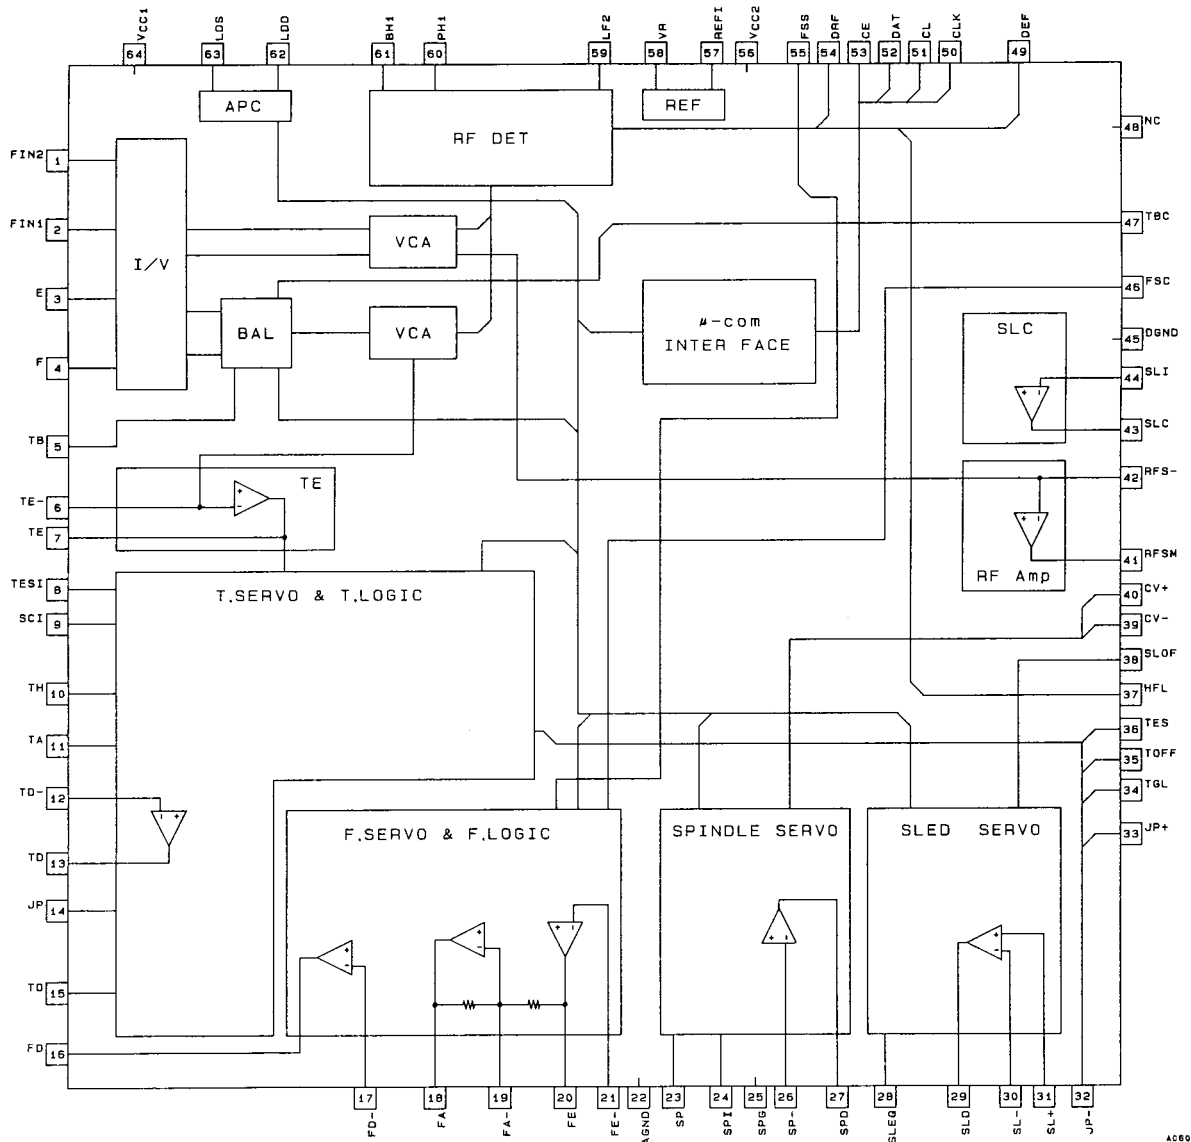 VCC1
LDS
LDD
BH1
PH1
LF2
VR
REFI
VCC2
FSS
DRF
CE
DAT
CL
CLK
DEF
64
63
62
61
60
59
58
57
56
55
54
53
52
51
50
49
APC
RF DET
REF
FIN2 1
FIN1 2
E 3
F 4
TB 5
TE- 6
TE 7
TESI 8
SCI 9
TH 10
TA 11
TD- 12
TD 13
JP 14
TO 15
FD 16
I/V
VCA
BAL
VCA
μ-com
INTER FACE
SLC
+ -
TE
+
-
RF Amp
+ -
T.SERVO & T.LOGIC
- +
F.SERVO & F.LOGIC
+
-
+
-
+ -
SPINDLE SERVO
+ -
SLED SERVO
+
-
48 NC
47 TBC
46 FSC
45 DGND
44 SLI
43 SLC
42 RFS-
41 RFSM
40 CV+
39 CV-
38 SLOF
37 HFL
36 TES
35 TOFF
34 TGL
33 JP+
17
18
19
20
21
22
23
24
25
26
27
28
29
30
31
32
FD-
FA
FA-
FE
FE-
AGND
SP
SPI
SPG
SP-
SPD
SLEQ
SLD
SL-
SL+
JP-